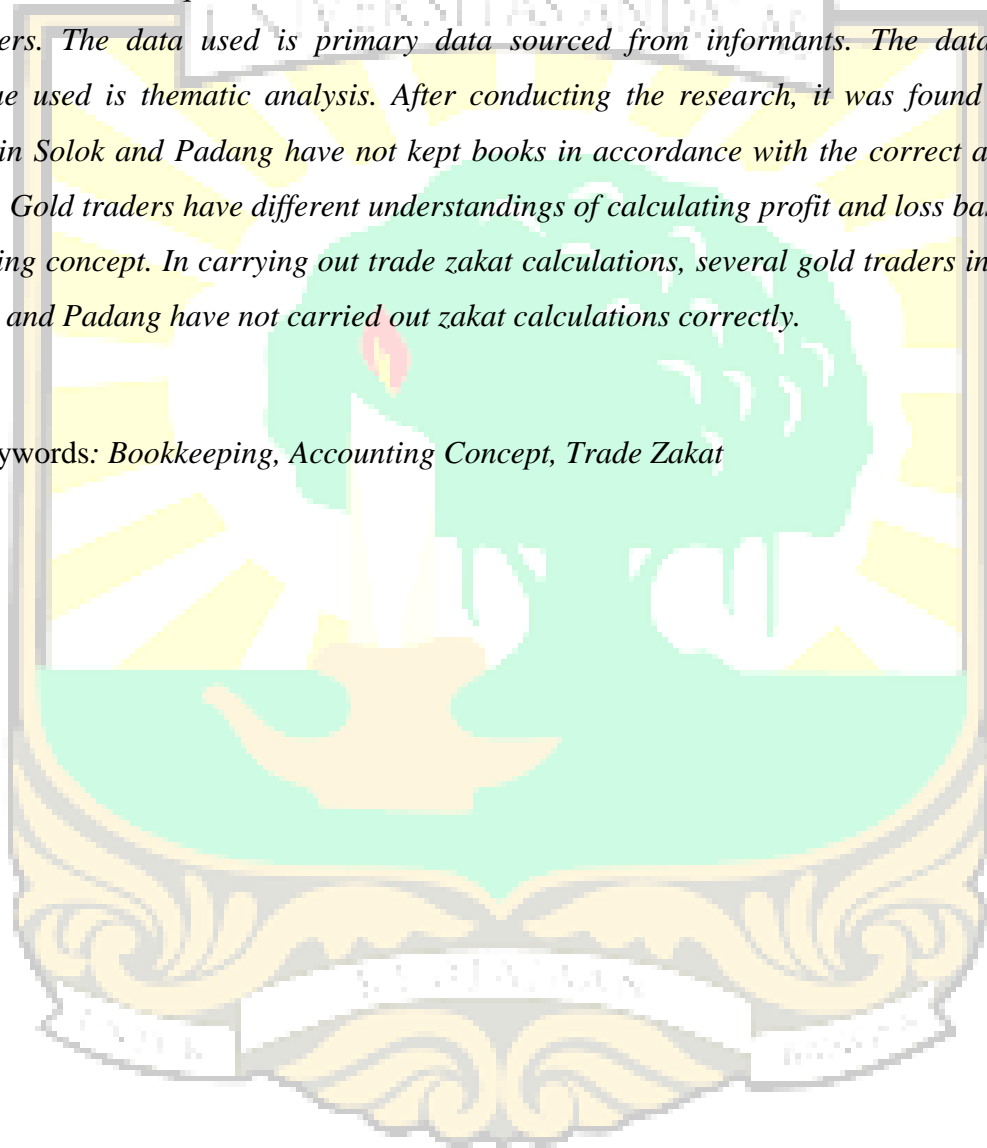 UNIVERSITAS ANDALAS
ers. The data used is primary data sourced from informants. The data
ue used is thematic analysis. After conducting the research, it was found
in Solok and Padang have not kept books in accordance with the correct a
Gold traders have different understandings of calculating profit and loss ba
ing concept. In carrying out trade zakat calculations, several gold traders in
and Padang have not carried out zakat calculations correctly.
ywords: Bookkeeping, Accounting Concept, Trade Zakat